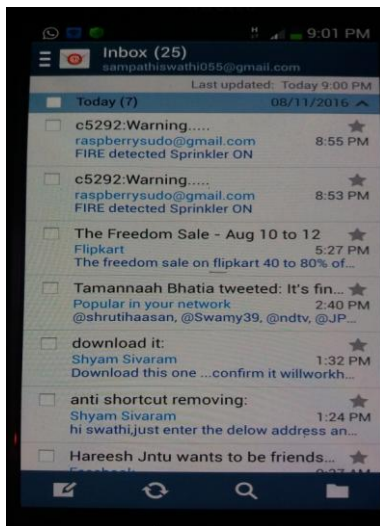 H 9:01 PM
Inbox (25)
sampathiswathi055@gmail.com
Last updated: Today 9:00 PM
Today (7) 08/11/2016
c5292:Warning.....
raspberrysudo@gmail.com 8:55 PM
FIRE detected Sprinkler ON
c5292:Warning.....
raspberrysudo@gmail.com 8:53 PM
FIRE detected Sprinkler ON
The Freedom Sale - Aug 10 to 12
Flipkart 5:27 PM
The freedom sale on flipkart 40 to 80% of...
Tamannaah Bhatia tweeted: It's fin...
Popular in your network 2:40 PM
@shrutihaasan, @Swamy39, @ndtv, @JP...
download it:
Shyam Sivaram 1:32 PM
Download this one ...confirm it willworkh...
anti shortcut removing:
Shyam Sivaram 1:24 PM
hi swathi,just enter the delow address an...
Hareesh Jntu wants to be friends...
Facebook 9:27 AM